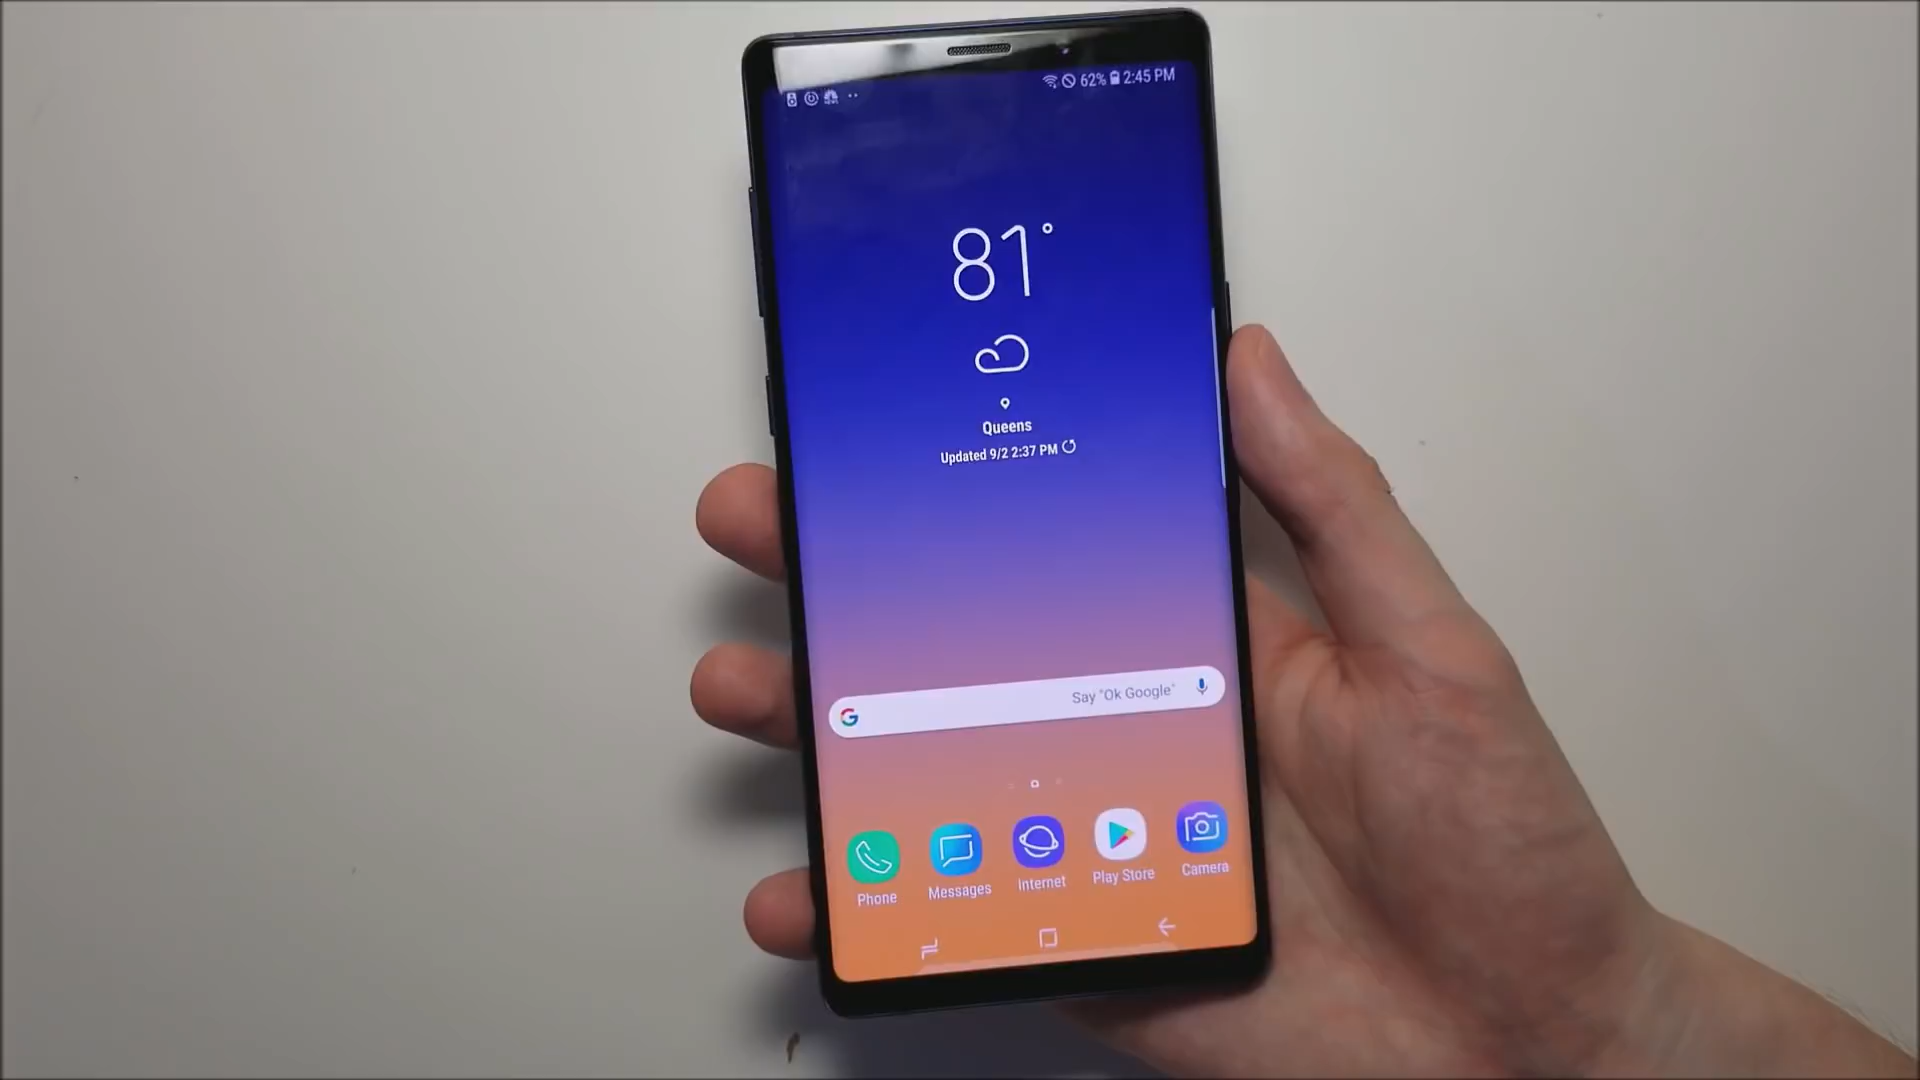 62% 2:45 PM
81°
Queens
Updated 9/2 2:37 PM
G Say "Ok Google"
Phone Messages Internet Play Store Camera